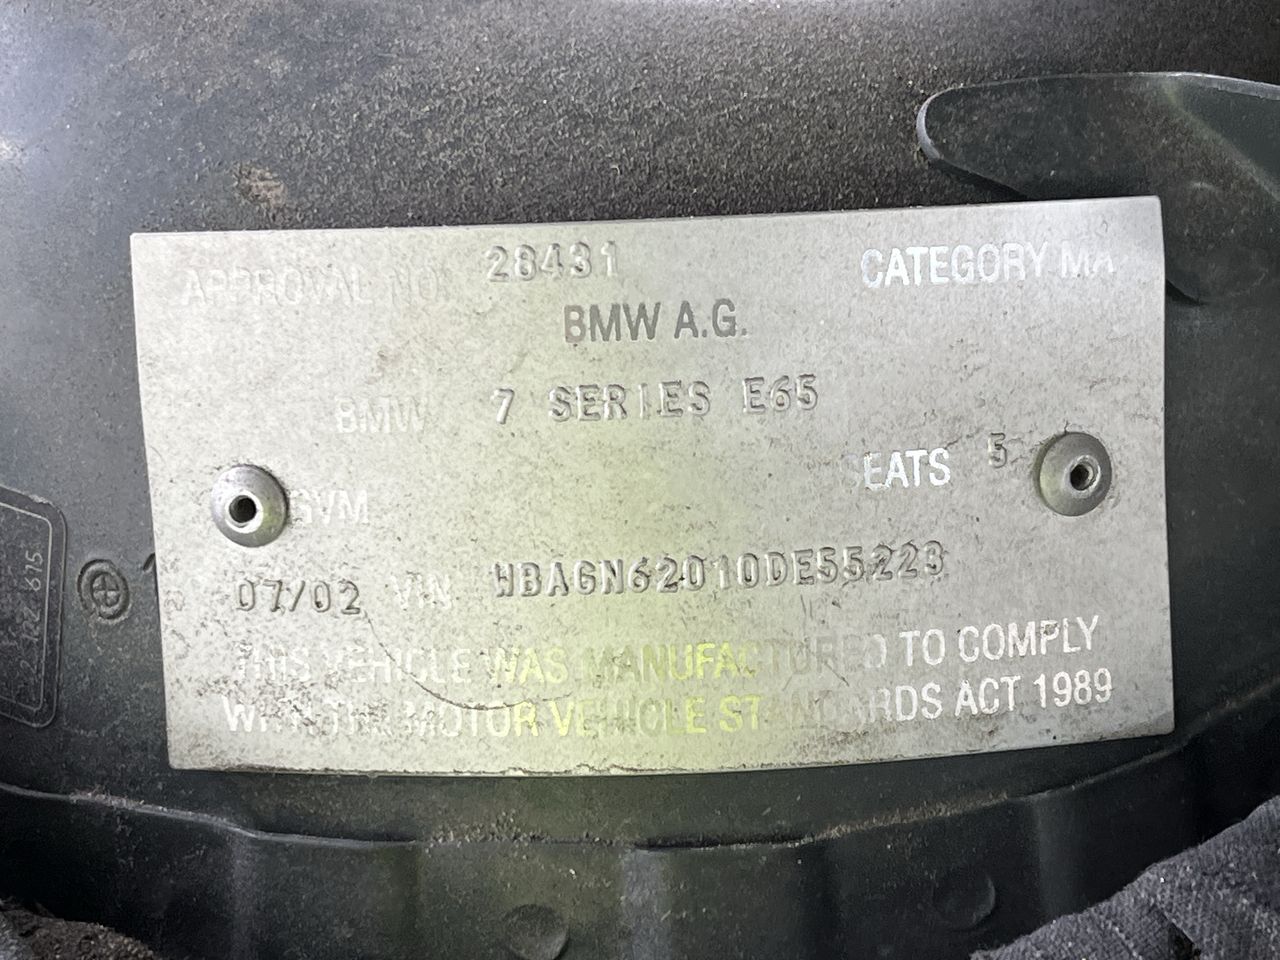 APPROVAL NO. 28431 CATEGORY MA
BMW A.G.
BMW 7 SERIES E65
SEATS 5
GVM
07/02 VIN WBAGN62010DE55223
THIS VEHICLE WAS MANUFACTURED TO COMPLY
WITH THE MOTOR VEHICLE STANDARDS ACT 1989